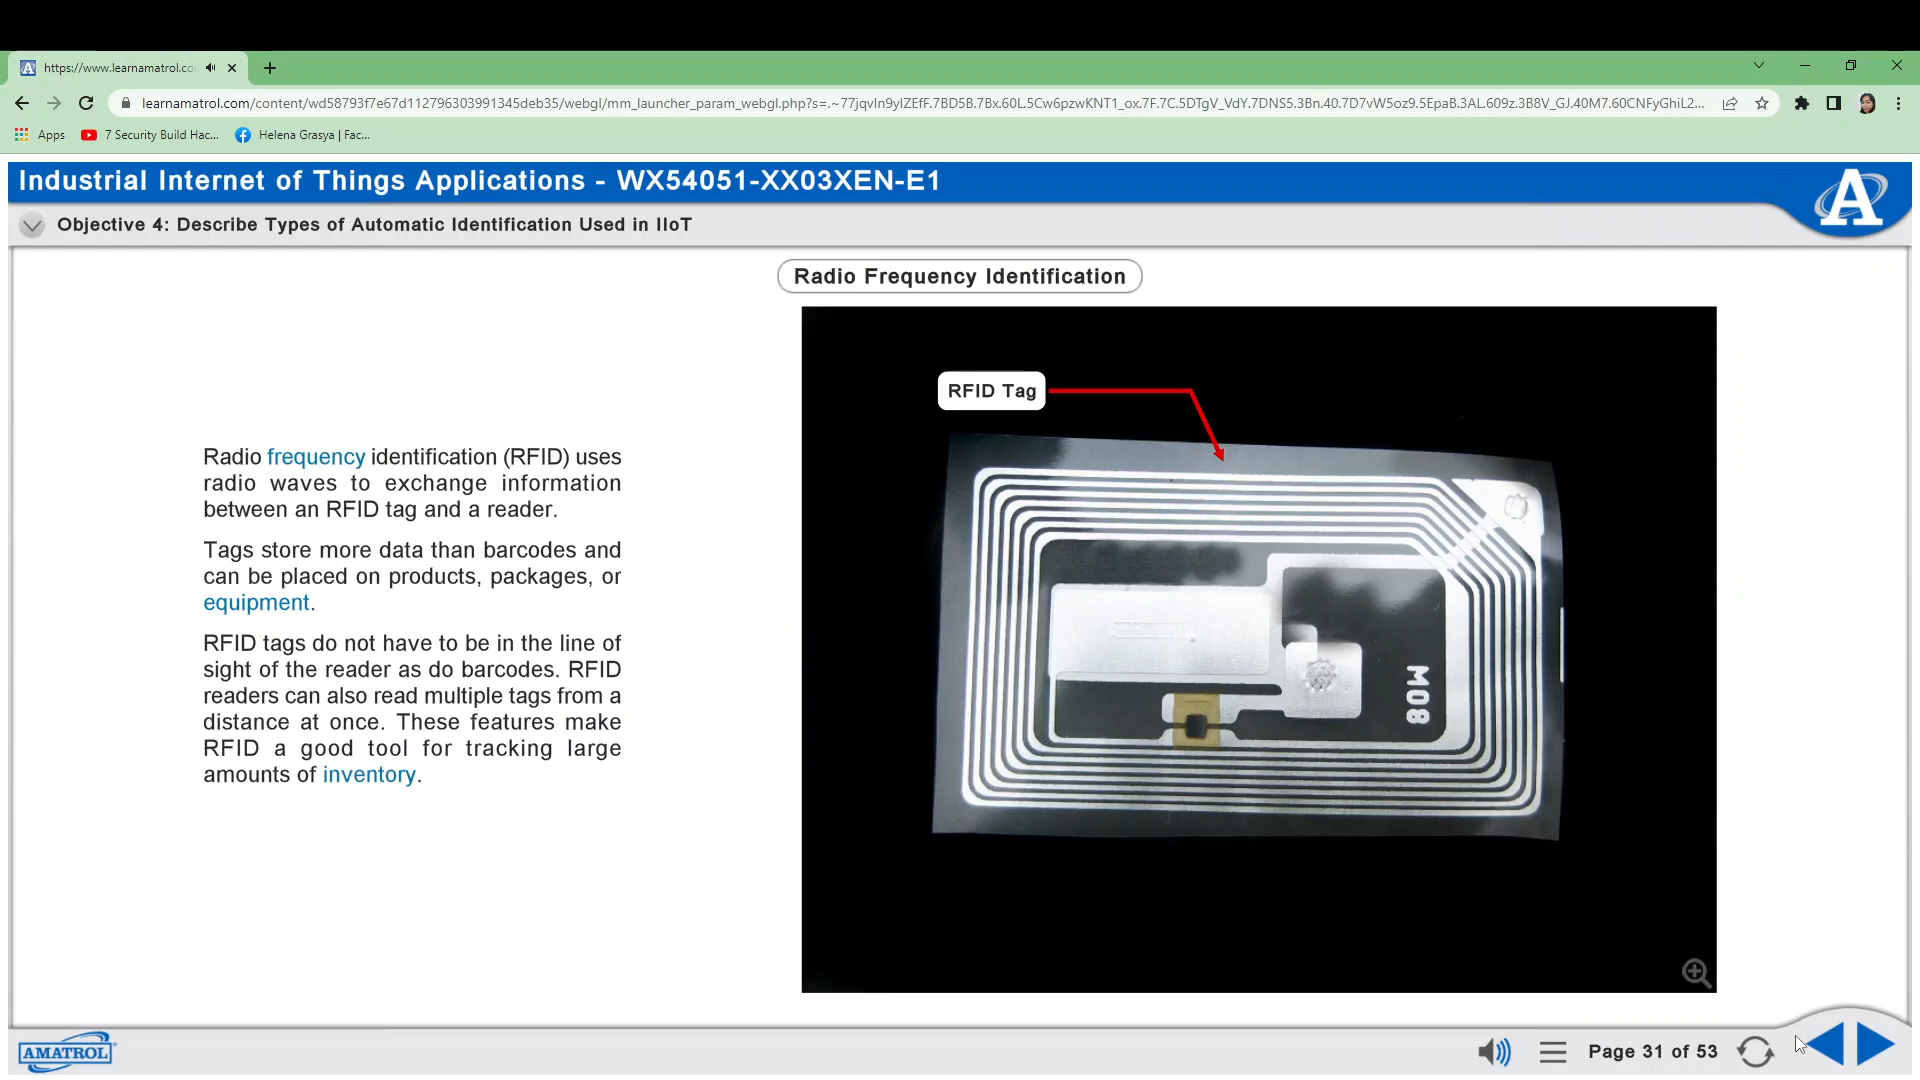 https://www.learnamatrol.co
learnamatrol.com/content/wd58793f7e67d112796303991345deb35/webgl/mm_launcher_param_webgl.php?s=.~77jqvIn9yIZEfF.7BD5B.7Bx.60L.5Cw6pzwKNT1_ox.7F.7C.5DTgV_VdY.7DNS5.3Bn.40.7D7vW5oz9.5EpaB.3AL.609z.3B8V_GJ.40M7.60CNFyGhiL2...
Apps
7 Security Build Hac...
Helena Grasya | Fac...
Industrial Internet of Things Applications - WX54051-XX03XEN-E1
Objective 4: Describe Types of Automatic Identification Used in IIoT
Radio Frequency Identification
RFID Tag
Radio frequency identification (RFID) uses
radio waves to exchange information
between an RFID tag and a reader.
Tags store more data than barcodes and
can be placed on products, packages, or
equipment.
RFID tags do not have to be in the line of
sight of the reader as do barcodes. RFID
readers can also read multiple tags from a
distance at once. These features make
RFID a good tool for tracking large
amounts of inventory.
M08
AMATROL
Page 31 of 53